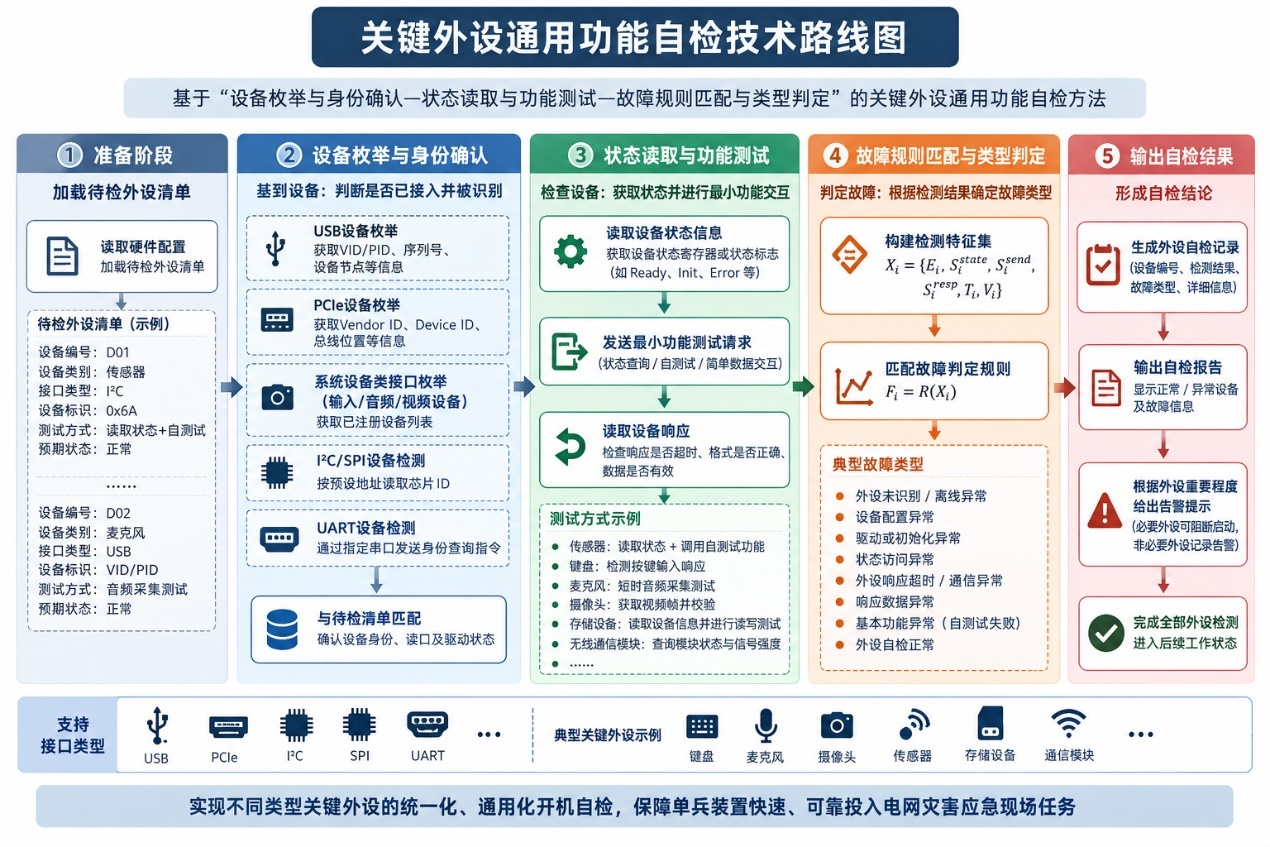 关键外设通用功能自检技术路线图
基于“设备枚举与身份确认—状态读取与功能测试—故障规则匹配与类型判定”的关键外设通用功能自检方法
1 准备阶段
加载待检外设清单
读取硬件配置
加载待检外设清单
待检外设清单（示例）
设备编号：D01
设备类别：传感器
接口类型：I²C
设备标识：0x6A
测试方式：读取状态+自测试
预期状态：正常
……
设备编号：D02
设备类别：麦克风
接口类型：USB
设备标识：VID/PID
测试方式：音频采集测试
预期状态：正常
2 设备枚举与身份确认
基到设备：判断是否已接入并被识别
USB设备枚举
获取VID/PID、序列号、
设备节点等信息
PCIe设备枚举
获取Vendor ID、Device ID、
总线位置等信息
系统设备类接口枚举
（输入/音频/视频设备）
获取已注册设备列表
I²C/SPI设备检测
按预设地址读取芯片ID
UART设备检测
通过指定串口发送身份查询指令
与待检清单匹配
确认设备身份、读口及驱动状态
3 状态读取与功能测试
检查设备：获取状态并进行最小功能交互
读取设备状态信息
获取设备状态寄存器或状态标志
（如 Ready、Init、Error 等）
发送最小功能测试请求
（状态查询 / 自测试 / 简单数据交互）
读取设备响应
检查响应是否超时、格式是否正确、
数据是否有效
测试方式示例
传感器：读取状态 + 调用自测试功能
键盘：检测按键输入响应
麦克风：短时音频采集测试
摄像头：获取视频帧并校验
存储设备：读取设备信息并进行读写测试
无线通信模块：查询模块状态与信号强度
……
4 故障规则匹配与类型判定
判定故障：根据检测结果确定故障类型
构建检测特征集
X_i = {E_i, S_i^state, S_i^send,
S_i^resp, T_i, V_i}
匹配故障判定规则
F_i = R(X_i)
典型故障类型
外设未识别 / 离线异常
设备配置异常
驱动或初始化异常
状态访问异常
外设响应超时 / 通信异常
响应数据异常
基本功能异常（自测试失败）
外设自检正常
5 输出自检结果
形成自检结论
生成外设自检记录
（设备编号、检测结果、
故障类型、详细信息）
输出自检报告
显示正常 / 异常设备
及故障信息
根据外设重要程度
给出告警提示
（必要外设可阻断启动，
非必要外设记录告警）
完成全部外设检测
进入后续工作状态
支持
接口类型
USB
PCIe
I²C
SPI
UART
…
典型关键外设示例
键盘
麦克风
摄像头
传感器
存储设备
通信模块
…
实现不同类型关键外设的统一化、通用化开机自检，保障单兵装置快速、可靠投入电网灾害应急现场任务